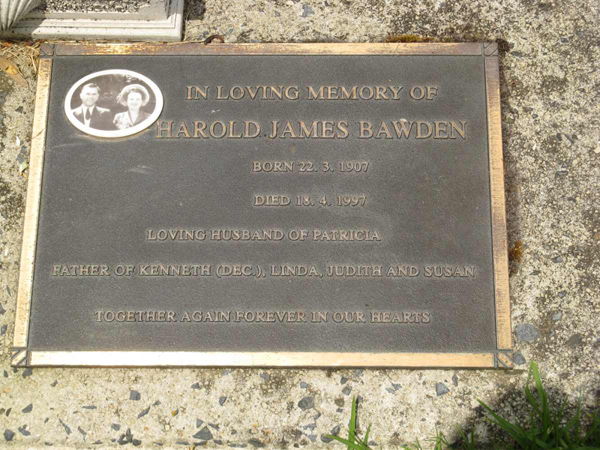 IN LOVING MEMORY OF
HAROLD JAMES BAWDEN
BORN 22. 3. 1907
DIED 18. 4. 1997
LOVING HUSBAND OF PATRICIA
FATHER OF KENNETH (DEC.), LINDA, JUDITH AND SUSAN
TOGETHER AGAIN FOREVER IN OUR HEARTS